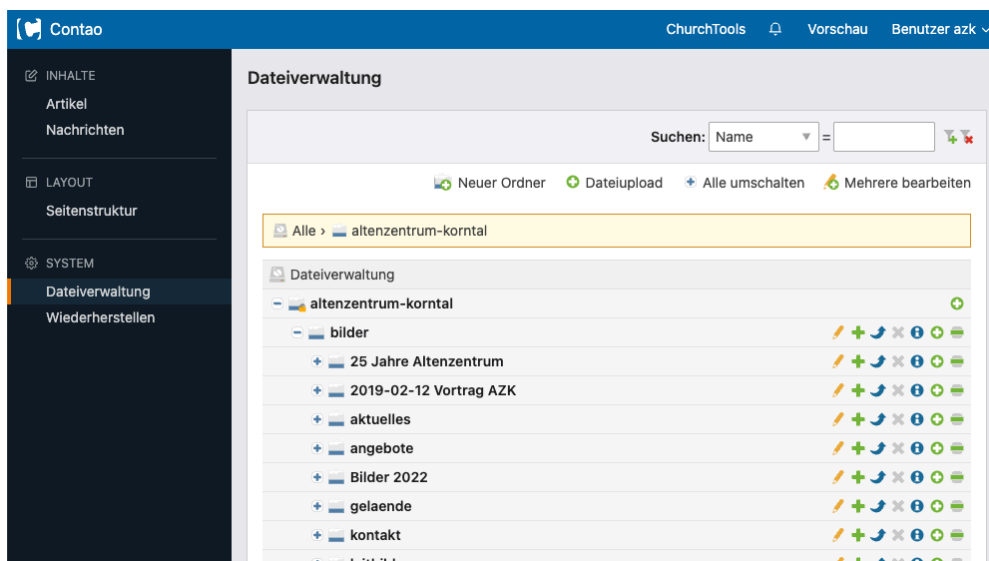 Contao
ChurchTools Vorschau Benutzer azk
INHALTE
Artikel
Nachrichten
LAYOUT
Seitenstruktur
SYSTEM
Dateiverwaltung
Wiederherstellen
Dateiverwaltung
Suchen: Name =
Neuer Ordner Dateiupload Alle umschalten Mehrere bearbeiten
Alle › altenzentrum-korntal
Dateiverwaltung
altenzentrum-korntal
bilder
25 Jahre Altenzentrum
2019-02-12 Vortrag AZK
aktuelles
angebote
Bilder 2022
gelaende
kontakt